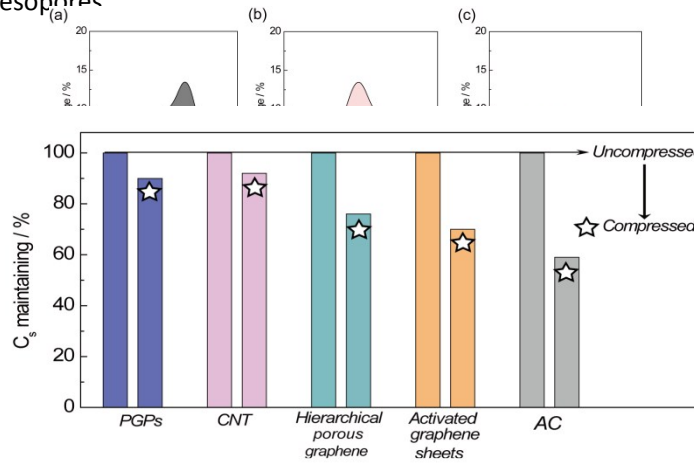 (a) (b) (c)
20 20 20
15 15 15
100
80
60
40
20
0
C_s maintaining / %
Uncompressed
Compressed
PGPs CNT Hierarchical porous graphene Activated graphene sheets AC